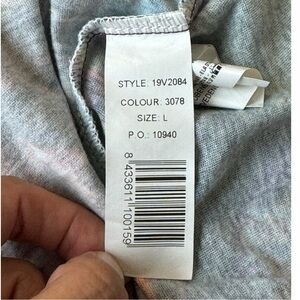 STYLE: 19V2084
COLOUR: 3078
SIZE: L
P.O.: 10940
8 433611 100159